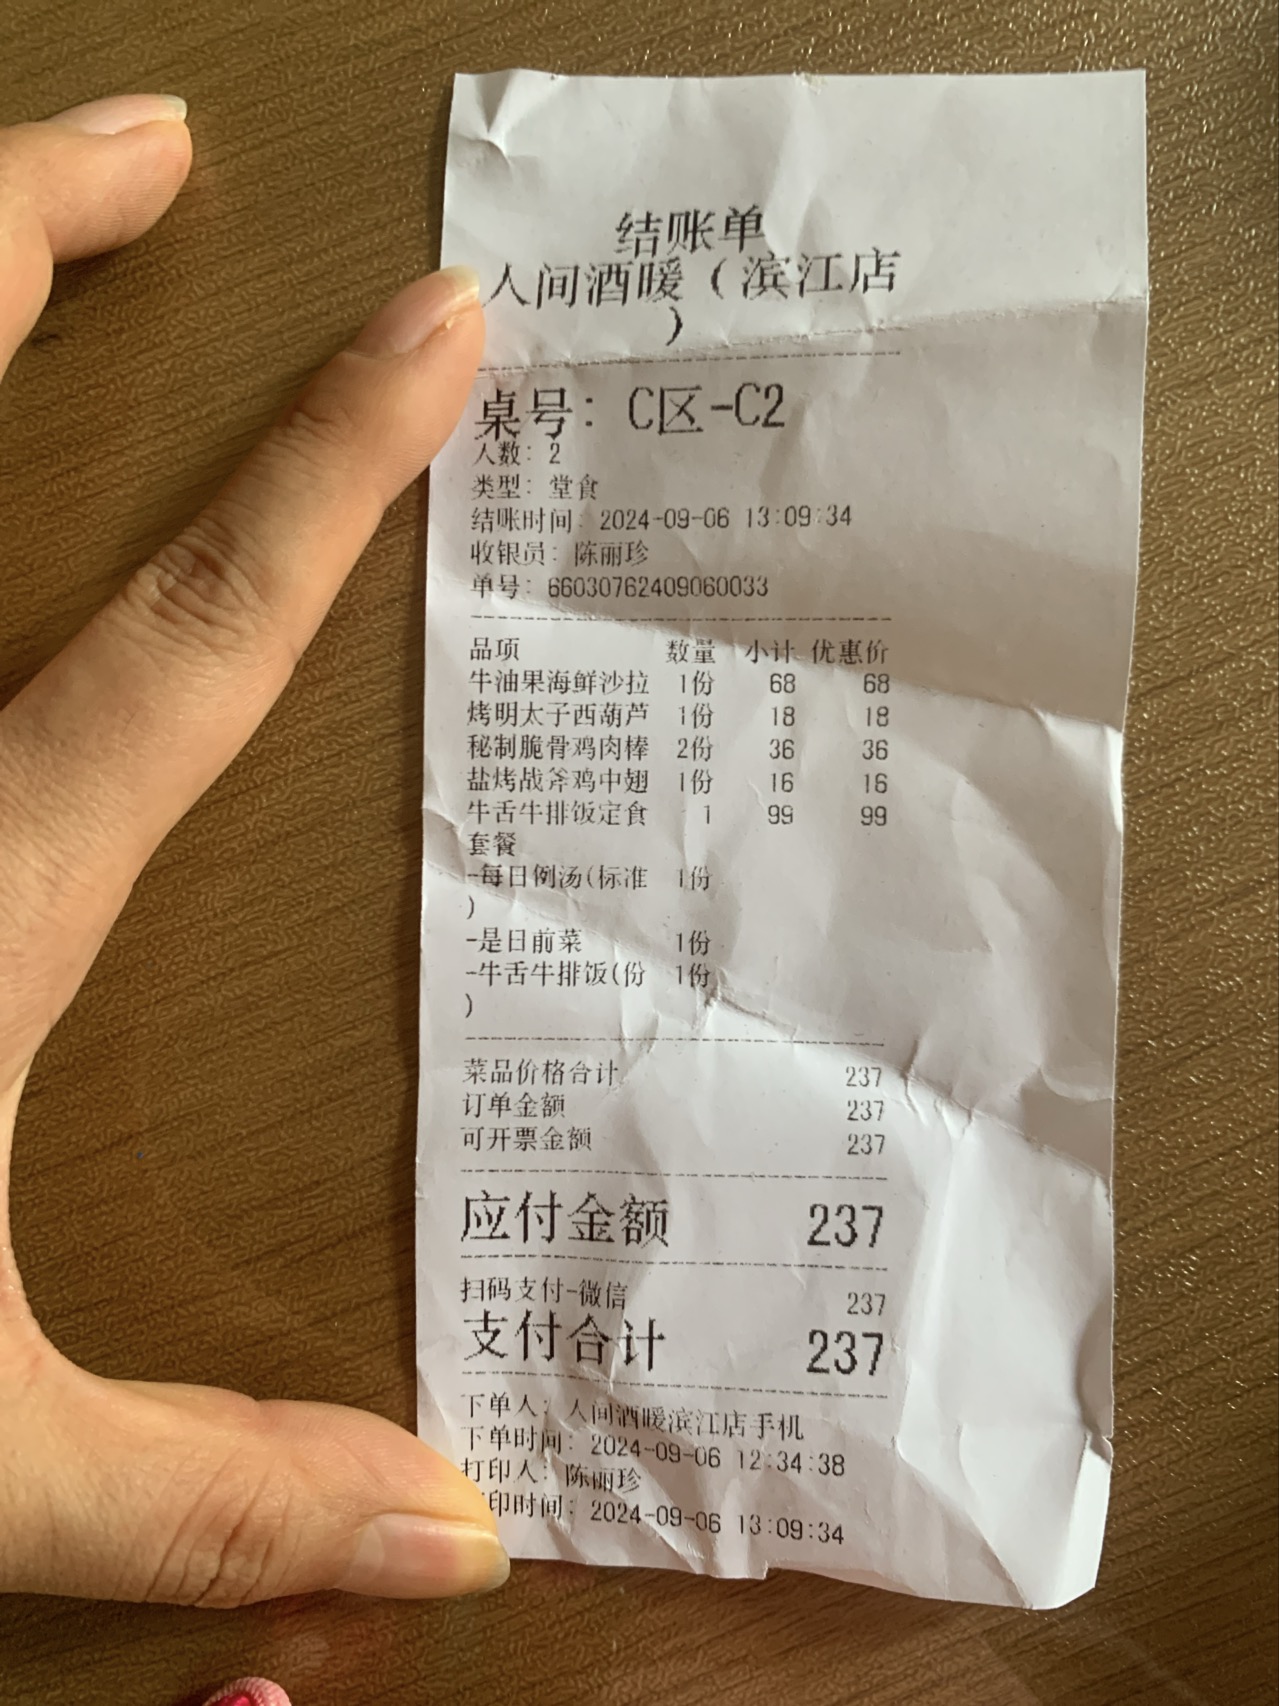 结账单
人间酒暖（滨江店
）
桌号：C区-C2
人数：2
类型：堂食
结账时间：2024-09-06 13:09:34
收银员：陈丽珍
单号：66030762409060033
品项 数量 小计 优惠价
牛油果海鲜沙拉 1份 68 68
烤明太子西葫芦 1份 18 18
秘制脆骨鸡肉棒 2份 36 36
盐烤战斧鸡中翅 1份 16 16
牛舌牛排饭定食 1 99 99
套餐
-每日例汤(标准 1份
)
-是日前菜 1份
-牛舌牛排饭(份 1份
)
菜品价格合计 237
订单金额 237
可开票金额 237
应付金额 237
扫码支付-微信 237
支付合计 237
下单人：人间酒暖滨江店手机
下单时间：2024-09-06 12:34:38
打印人：陈丽珍
印时间：2024-09-06 13:09:34